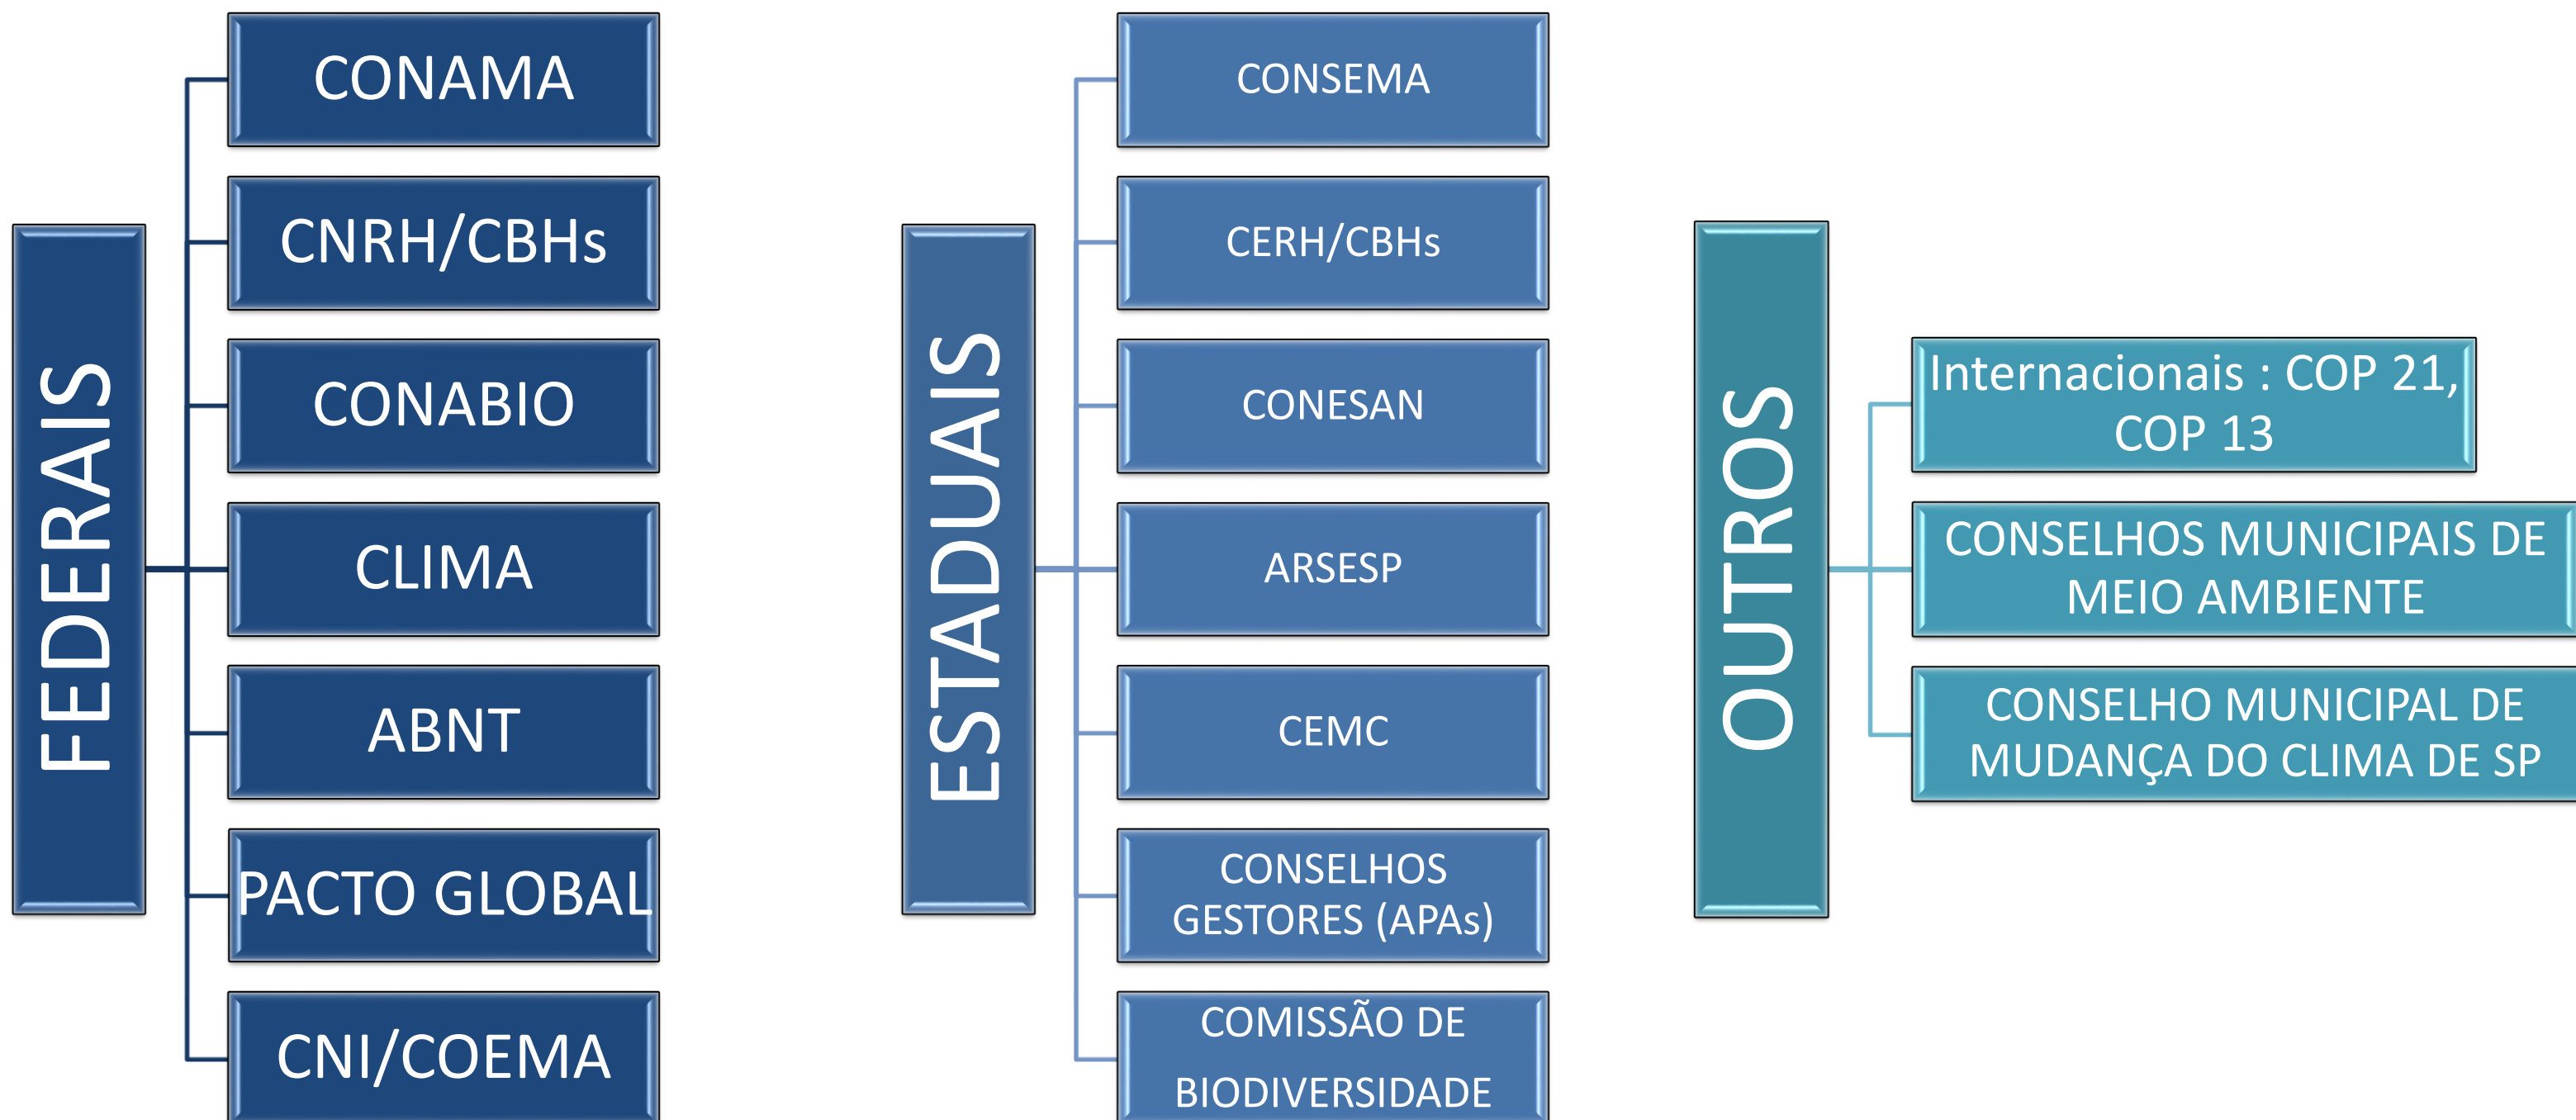 FEDERAIS
CONAMA
CNRH/CBHs
CONABIO
CLIMA
ABNT
PACTO GLOBAL
CNI/COEMA
ESTADUAIS
CONSEMA
CERH/CBHs
CONESAN
ARSESP
CEMC
CONSELHOS
GESTORES (APAs)
COMISSÃO DE
BIODIVERSIDADE
OUTROS
Internacionais : COP 21,
COP 13
CONSELHOS MUNICIPAIS DE
MEIO AMBIENTE
CONSELHO MUNICIPAL DE
MUDANÇA DO CLIMA DE SP